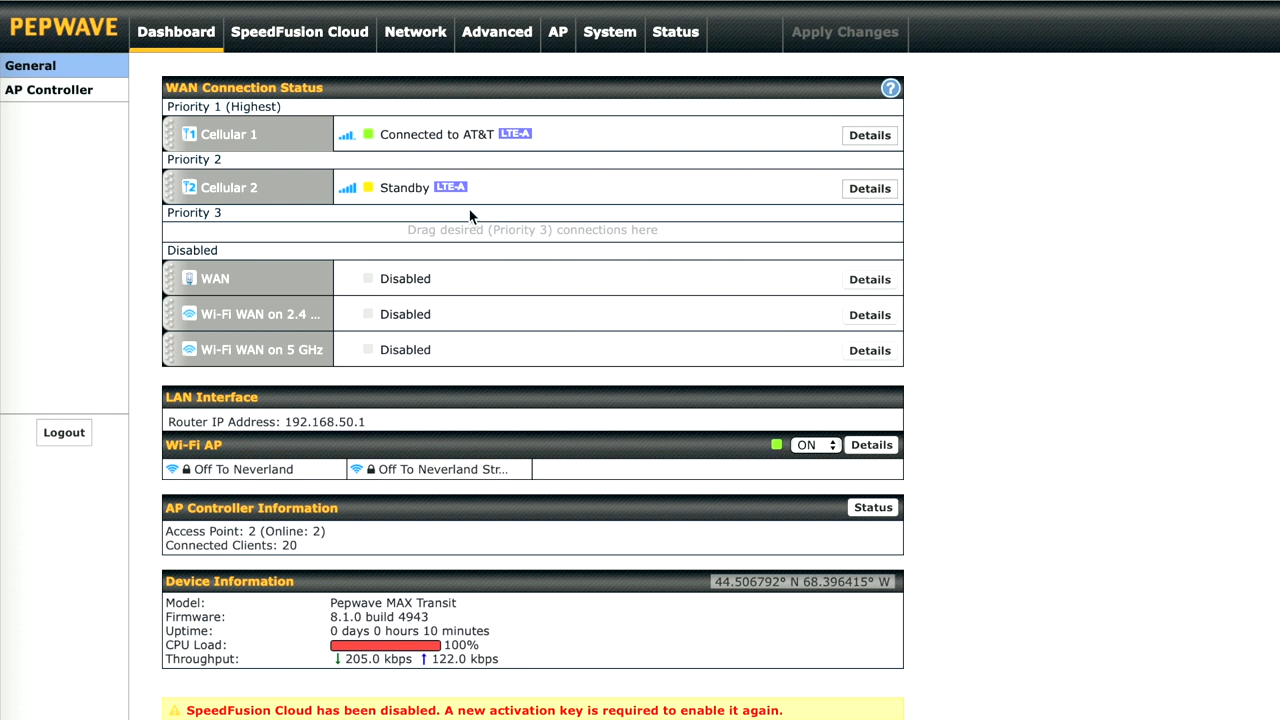 PEPWAVE
Dashboard SpeedFusion Cloud Network Advanced AP System Status Apply Changes
General
AP Controller
Logout
WAN Connection Status ?
Priority 1 (Highest)
1 Cellular 1 Connected to AT&T LTE-A Details
Priority 2
2 Cellular 2 Standby LTE-A Details
Priority 3
Drag desired (Priority 3) connections here
Disabled
WAN Disabled Details
Wi-Fi WAN on 2.4 ... Disabled Details
Wi-Fi WAN on 5 GHz Disabled Details
LAN Interface
Router IP Address: 192.168.50.1
Wi-Fi AP ON Details
Off To Neverland Off To Neverland Str...
AP Controller Information Status
Access Point: 2 (Online: 2)
Connected Clients: 20
Device Information 44.506792° N 68.396415° W
Model: Pepwave MAX Transit
Firmware: 8.1.0 build 4943
Uptime: 0 days 0 hours 10 minutes
CPU Load: 100%
Throughput: ↓ 205.0 kbps ↑ 122.0 kbps
SpeedFusion Cloud has been disabled. A new activation key is required to enable it again.